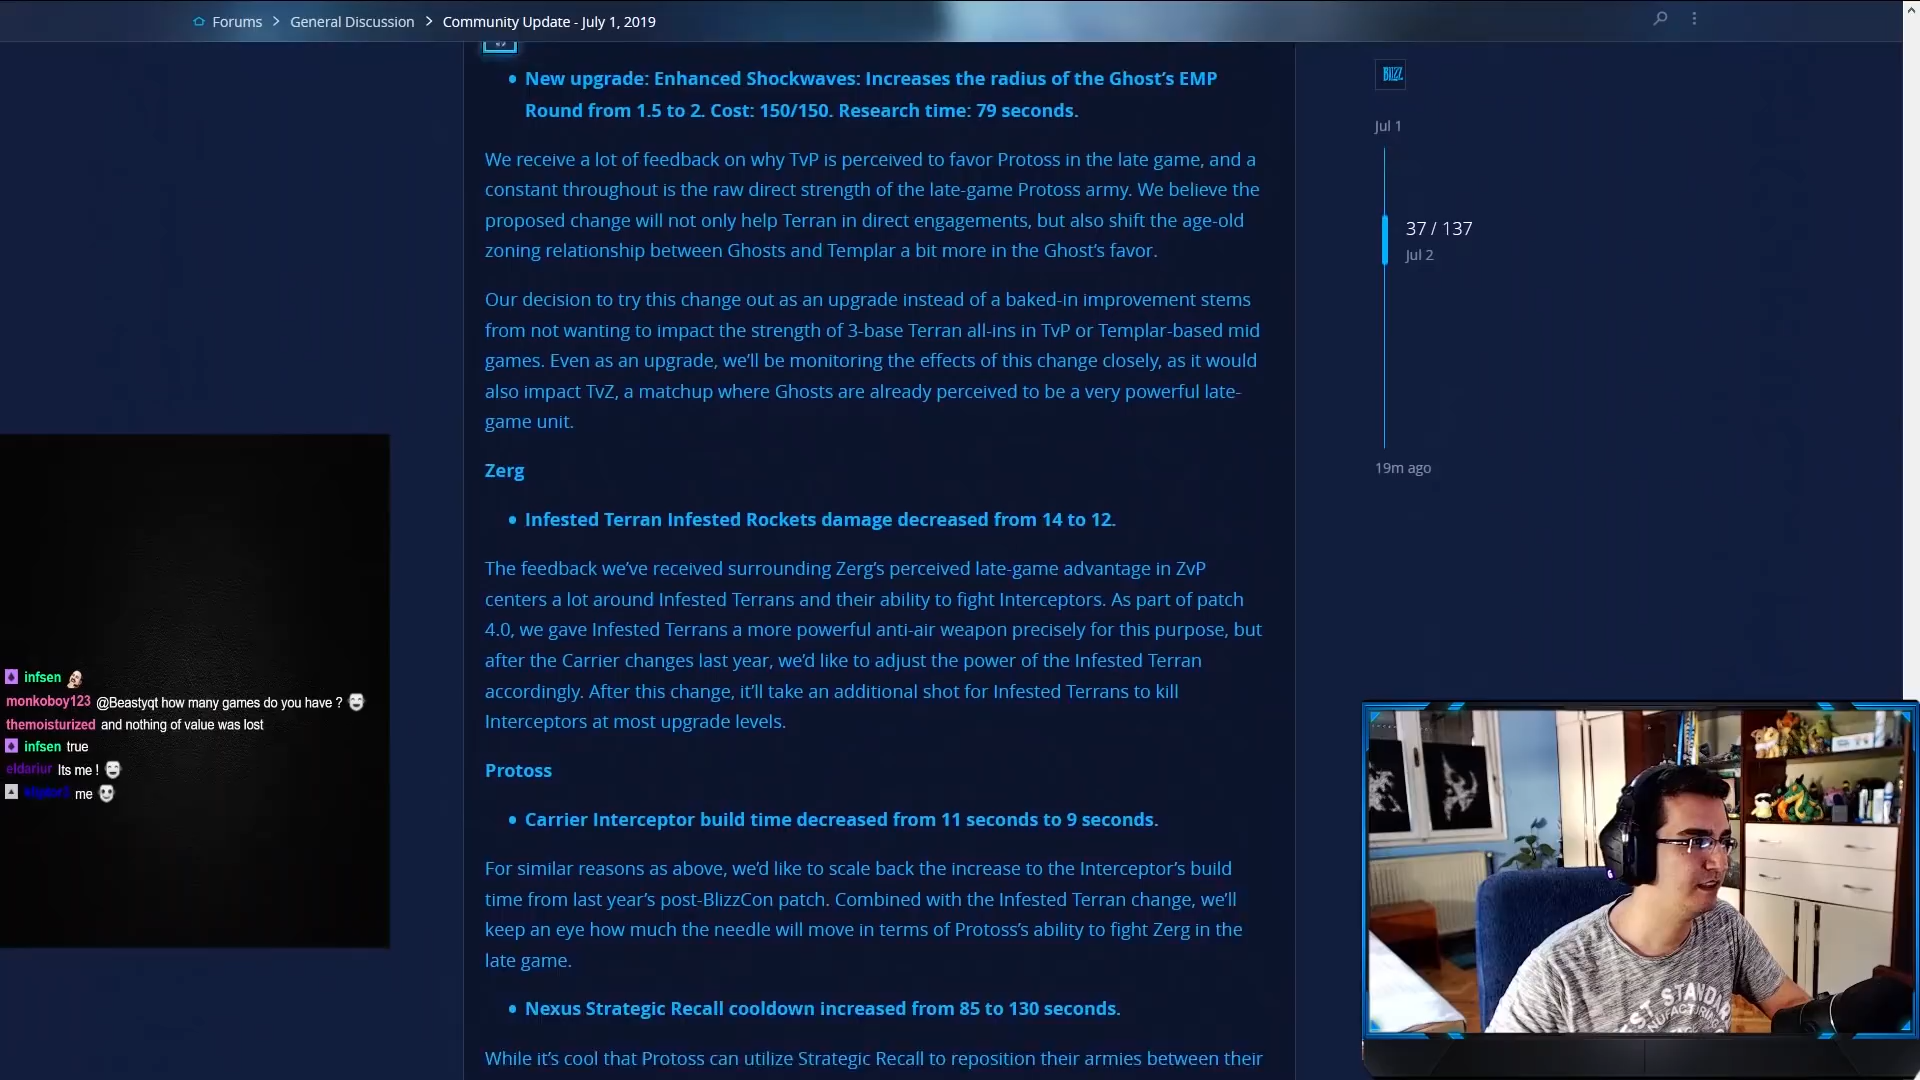 Forums > General Discussion > Community Update - July 1, 2019
New upgrade: Enhanced Shockwaves: Increases the radius of the Ghost’s EMP
Round from 1.5 to 2. Cost: 150/150. Research time: 79 seconds.
We receive a lot of feedback on why TvP is perceived to favor Protoss in the late game, and a
constant throughout is the raw direct strength of the late-game Protoss army. We believe the
proposed change will not only help Terran in direct engagements, but also shift the age-old
zoning relationship between Ghosts and Templar a bit more in the Ghost’s favor.
Our decision to try this change out as an upgrade instead of a baked-in improvement stems
from not wanting to impact the strength of 3-base Terran all-ins in TvP or Templar-based mid
games. Even as an upgrade, we’ll be monitoring the effects of this change closely, as it would
also impact TvZ, a matchup where Ghosts are already perceived to be a very powerful late-
game unit.
Zerg
Infested Terran Infested Rockets damage decreased from 14 to 12.
The feedback we’ve received surrounding Zerg’s perceived late-game advantage in ZvP
centers a lot around Infested Terrans and their ability to fight Interceptors. As part of patch
4.0, we gave Infested Terrans a more powerful anti-air weapon precisely for this purpose, but
after the Carrier changes last year, we’d like to adjust the power of the Infested Terran
accordingly. After this change, it’ll take an additional shot for Infested Terrans to kill
Interceptors at most upgrade levels.
Protoss
Carrier Interceptor build time decreased from 11 seconds to 9 seconds.
For similar reasons as above, we’d like to scale back the increase to the Interceptor’s build
time from last year’s post-BlizzCon patch. Combined with the Infested Terran change, we’ll
keep an eye how much the needle will move in terms of Protoss’s ability to fight Zerg in the
late game.
Nexus Strategic Recall cooldown increased from 85 to 130 seconds.
While it’s cool that Protoss can utilize Strategic Recall to reposition their armies between their
BLIZZ
Jul 1
37 / 137
Jul 2
19m ago
infsen
monkoboy123 @Beastyqt how many games do you have ?
themoisturized and nothing of value was lost
infsen true
eldariur Its me !
me